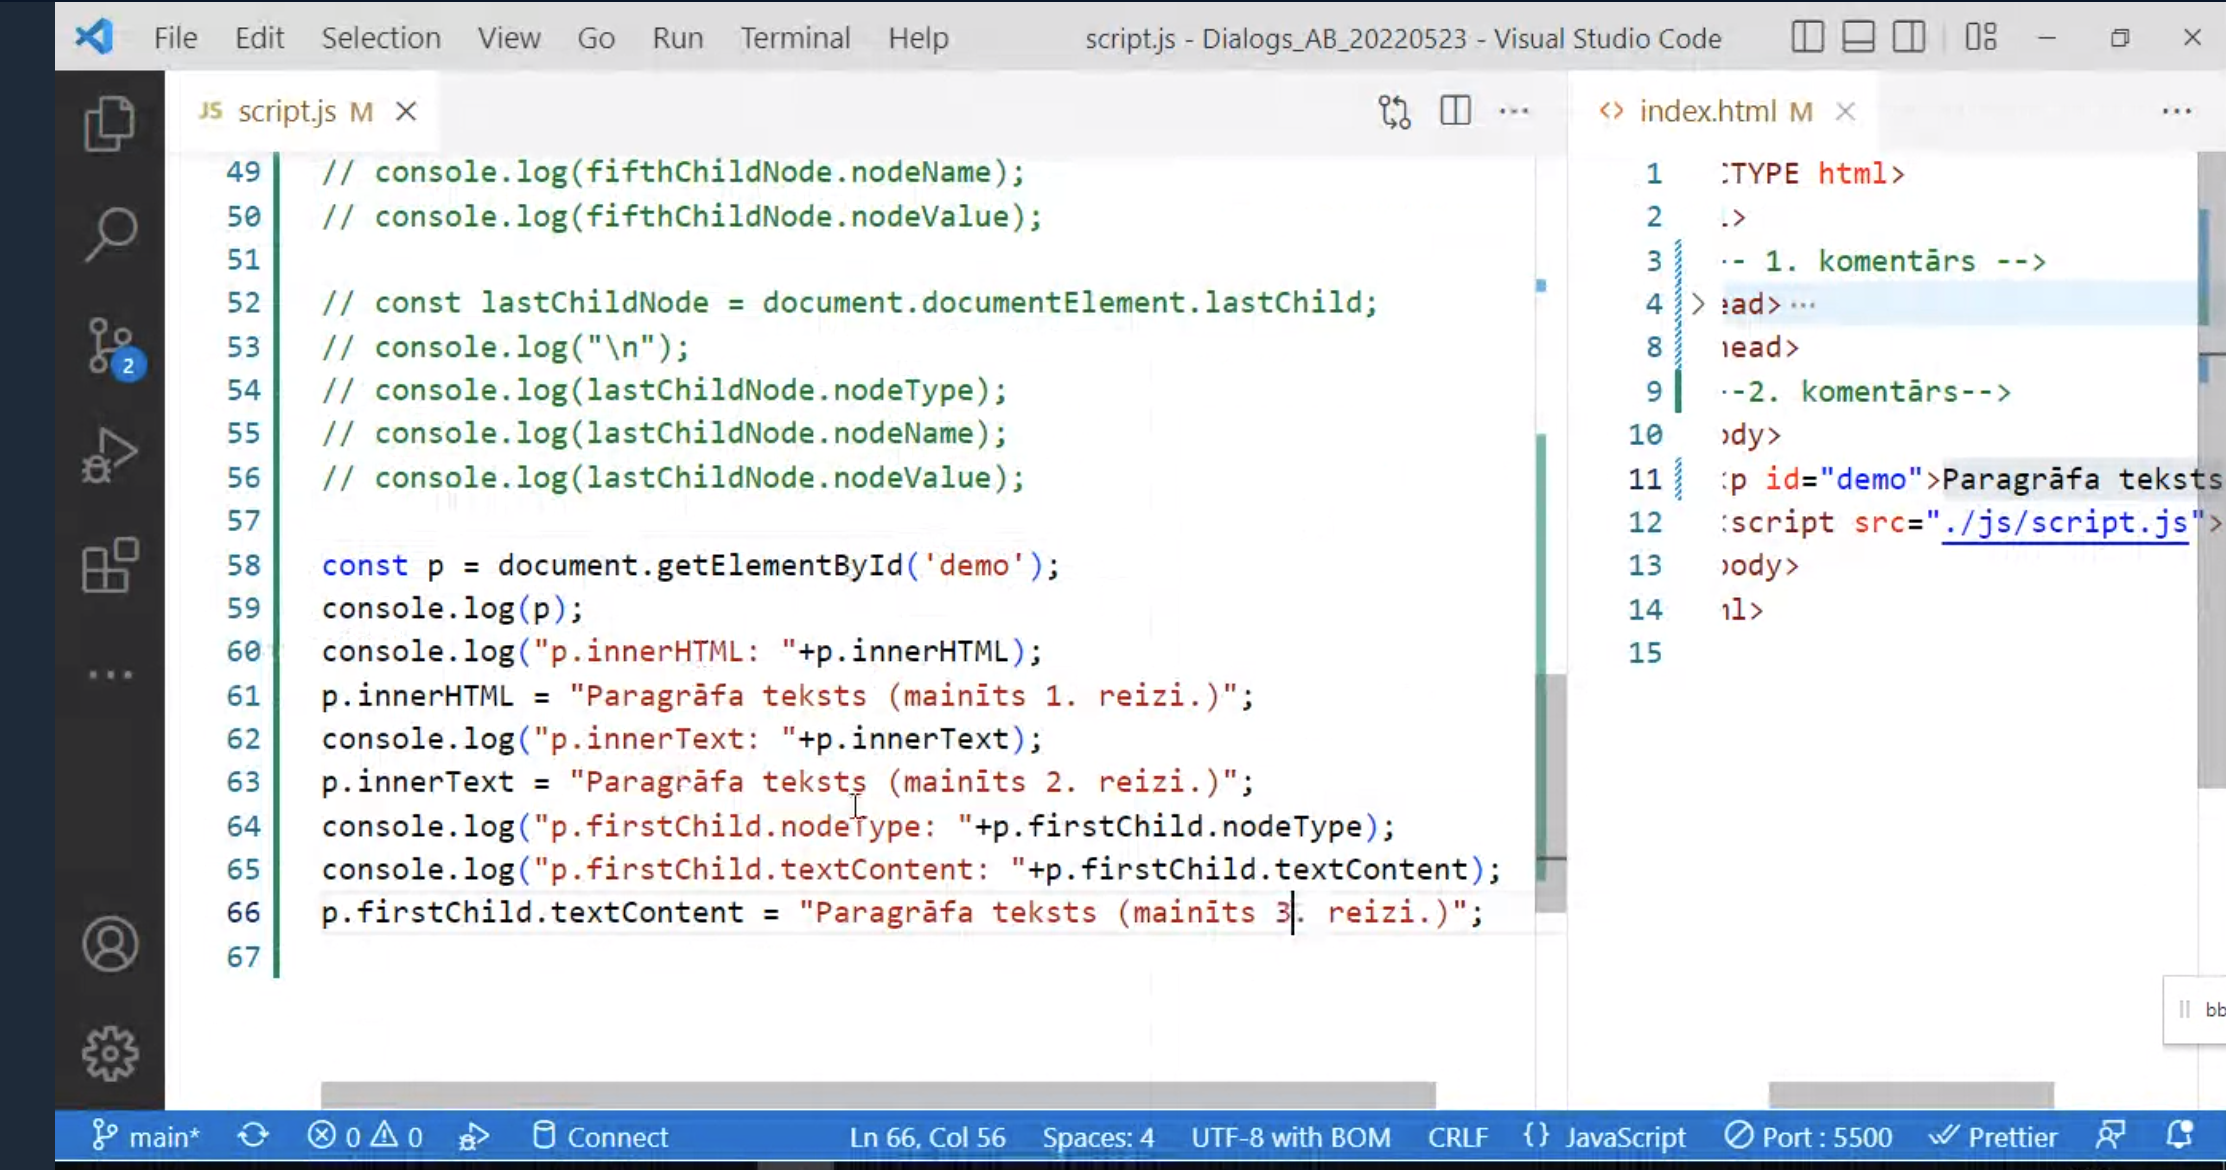 File Edit Selection View Go Run Terminal Help script.js - Dialogs_AB_20220523 - Visual Studio Code
JS script.js M
49 // console.log(fifthChildNode.nodeName);
50 // console.log(fifthChildNode.nodeValue);
51
52 // const lastChildNode = document.documentElement.lastChild;
53 // console.log("\n");
54 // console.log(lastChildNode.nodeType);
55 // console.log(lastChildNode.nodeName);
56 // console.log(lastChildNode.nodeValue);
57
58 const p = document.getElementById('demo');
59 console.log(p);
60 console.log("p.innerHTML: "+p.innerHTML);
61 p.innerHTML = "Paragrāfa teksts (mainīts 1. reizi.)";
62 console.log("p.innerText: "+p.innerText);
63 p.innerText = "Paragrāfa teksts (mainīts 2. reizi.)";
64 console.log("p.firstChild.nodeType: "+p.firstChild.nodeType);
65 console.log("p.firstChild.textContent: "+p.firstChild.textContent);
66 p.firstChild.textContent = "Paragrāfa teksts (mainīts 3. reizi.)";
67
<> index.html M
1 :TYPE html>
2 .>
3 -- 1. komentārs -->
4 ead> ...
8 head>
9 --2. komentārs-->
10 ody>
11 :p id="demo">Paragrāfa teksts
12 :script src="./js/script.js">
13 body>
14 ml>
15
2
bb
main* 0 0 Connect Ln 66, Col 56 Spaces: 4 UTF-8 with BOM CRLF {} JavaScript Port : 5500 Prettier